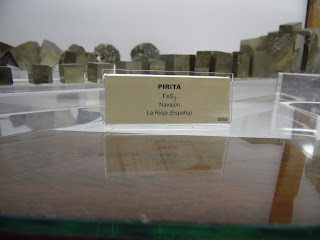 PIRITA
FeS₂
Navajún
La Rioja (España)